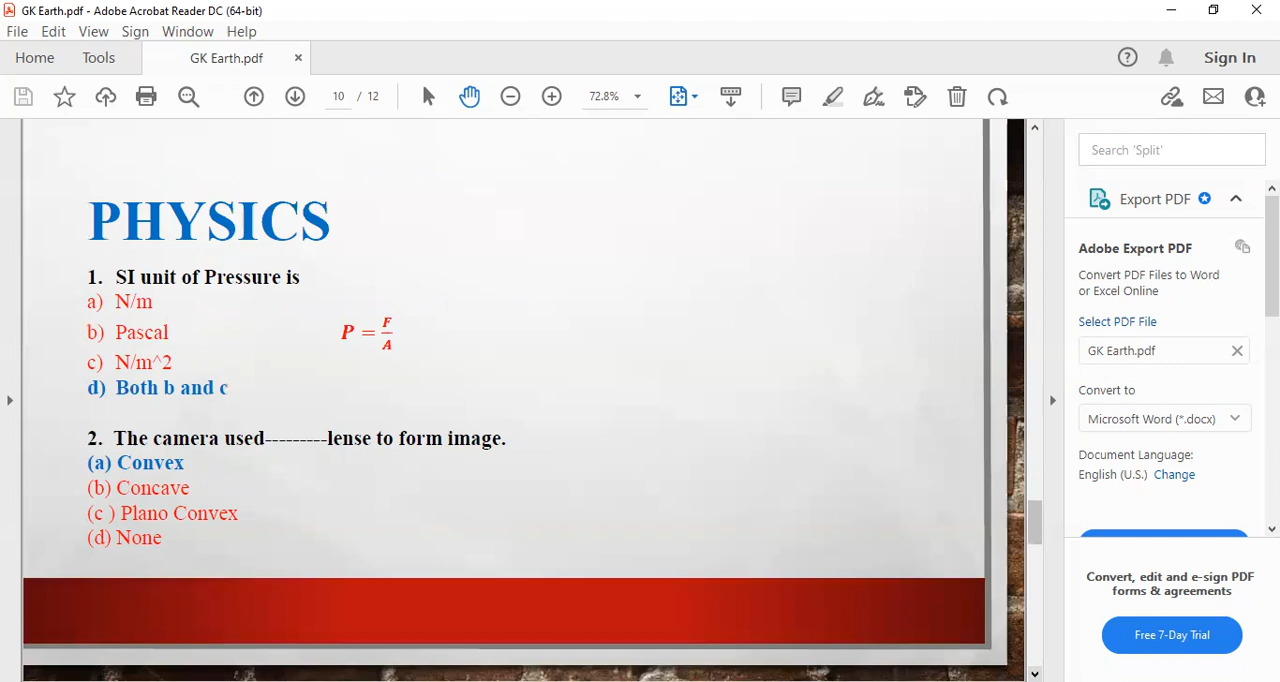 GK Earth.pdf - Adobe Acrobat Reader DC (64-bit)
File Edit View Sign Window Help
Home Tools GK Earth.pdf × Sign In
10 / 12 72.8%
PHYSICS
1. SI unit of Pressure is
a) N/m
b) Pascal P = F/A
c) N/m^2
d) Both b and c
2. The camera used---------lense to form image.
(a) Convex
(b) Concave
(c ) Plano Convex
(d) None
Search 'Split'
Export PDF
Adobe Export PDF
Convert PDF Files to Word
or Excel Online
Select PDF File
GK Earth.pdf
Convert to
Microsoft Word (*.docx)
Document Language:
English (U.S.) Change
Convert, edit and e-sign PDF
forms & agreements
Free 7-Day Trial